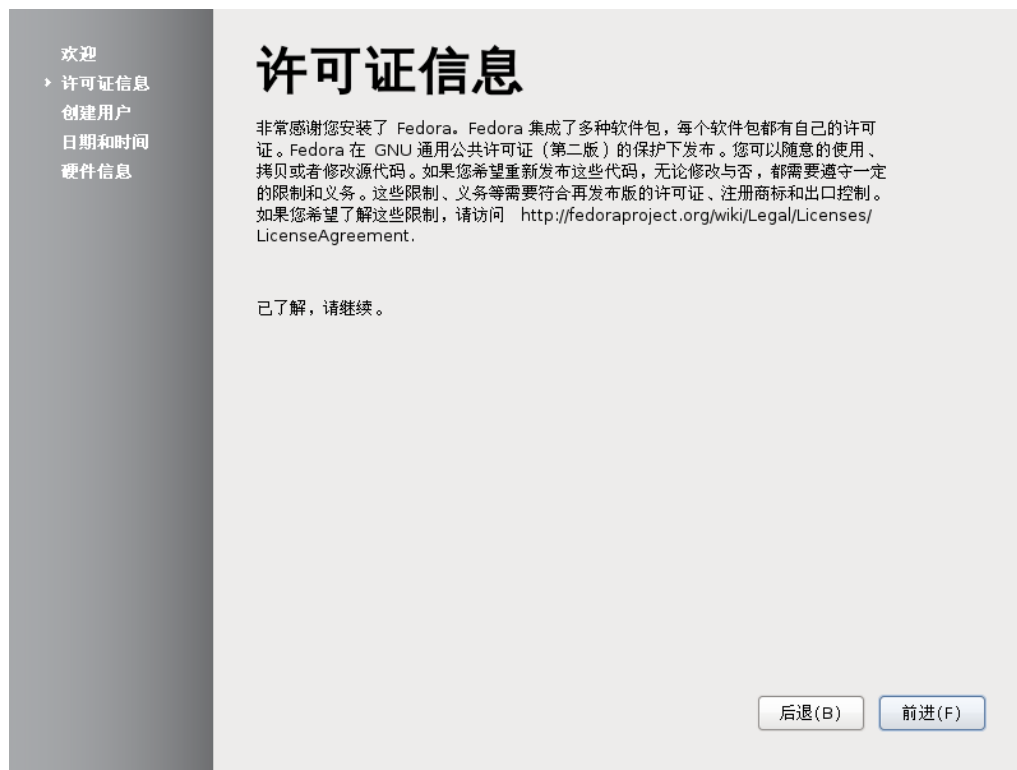 欢迎
许可证信息
创建用户
日期和时间
硬件信息
许可证信息
非常感谢您安装了 Fedora。Fedora 集成了多种软件包，每个软件包都有自己的许可
证。Fedora 在 GNU 通用公共许可证（第二版）的保护下发布。您可以随意的使用、
拷贝或者修改源代码。如果您希望重新发布这些代码，无论修改与否，都需要遵守一定
的限制和义务。这些限制、义务等需要符合再发布版的许可证、注册商标和出口控制。
如果您希望了解这些限制，请访问 http://fedoraproject.org/wiki/Legal/Licenses/
LicenseAgreement.
已了解，请继续。
后退(B)
前进(F)